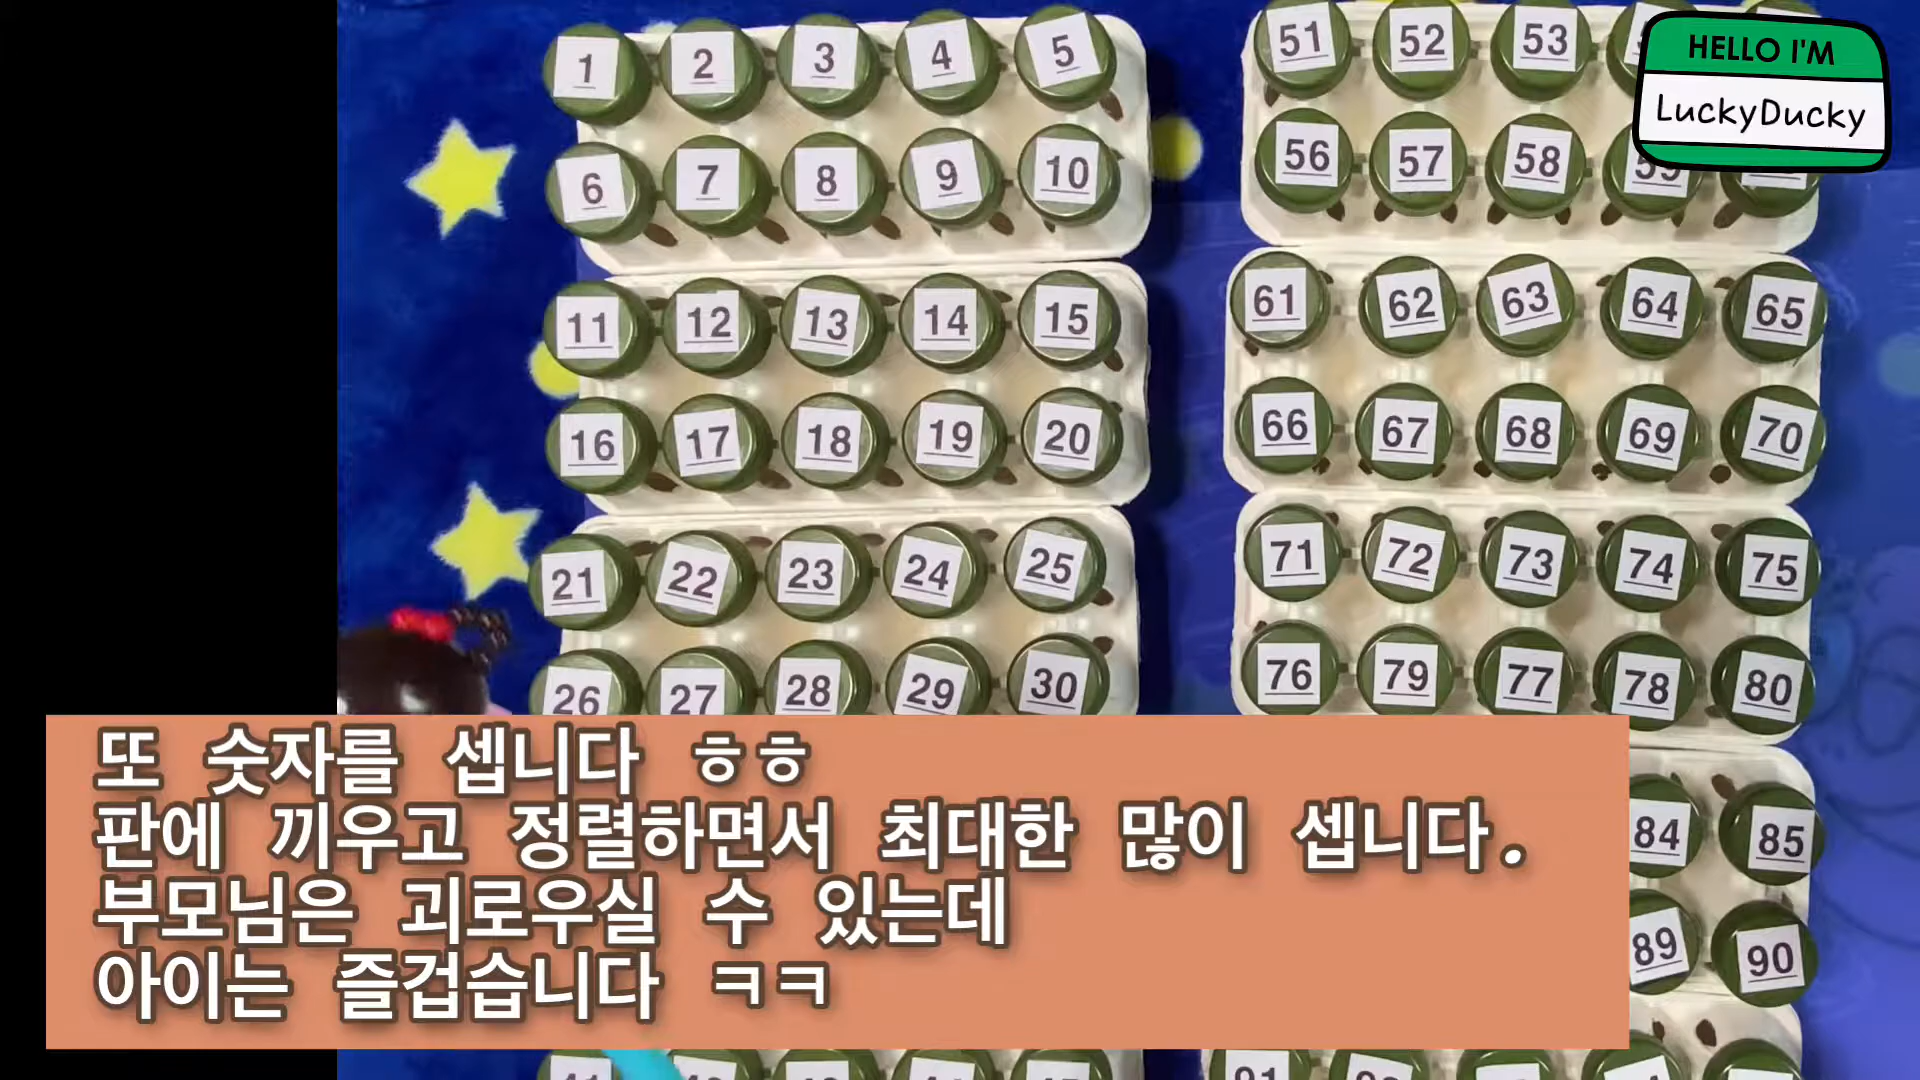 1 2 3 4 5
6 7 8 9 10
11 12 13 14 15
16 17 18 19 20
21 22 23 24 25
26 27 28 29 30
51 52 53
56 57 58 59
61 62 63 64 65
66 67 68 69 70
71 72 73 74 75
76 79 77 78 80
84 85
89 90
91
HELLO I'M
LuckyDucky
또 숫자를 셉니다 ㅎㅎ
판에 끼우고 정렬하면서 최대한 많이 셉니다.
부모님은 괴로우실 수 있는데
아이는 즐겁습니다 ㅋㅋ